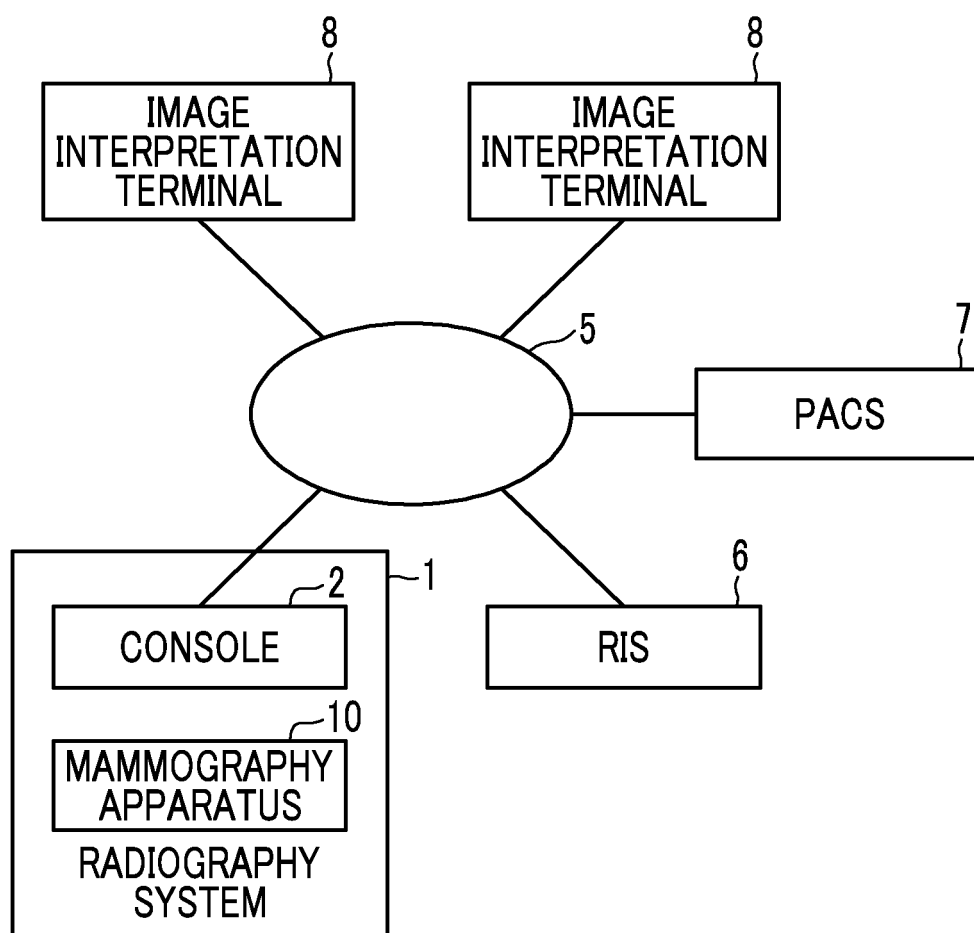 8
8
IMAGE
INTERPRETATION
TERMINAL
IMAGE
INTERPRETATION
TERMINAL
5
7
PACS
1
2
CONSOLE
6
RIS
10
MAMMOGRAPHY
APPARATUS
RADIOGRAPHY
SYSTEM